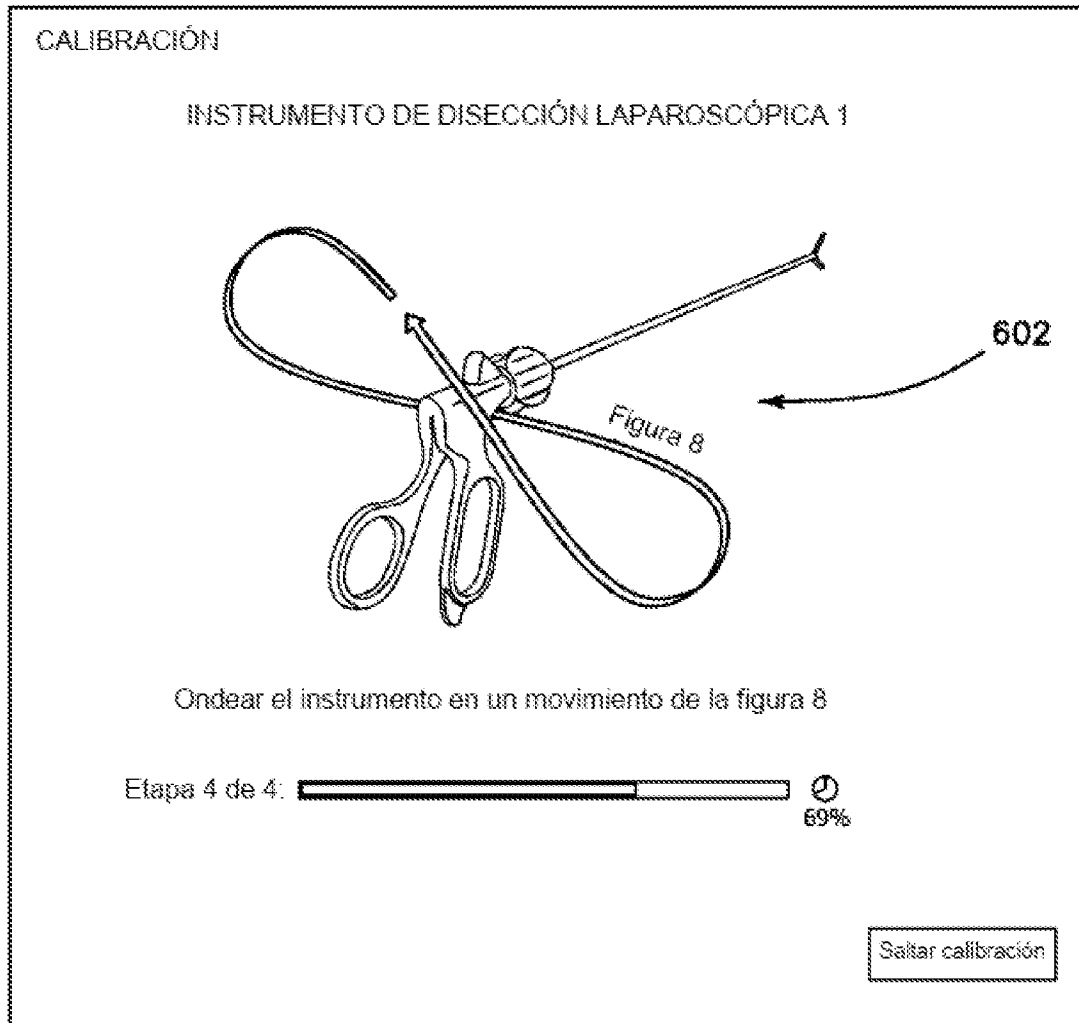 CALIBRACIÓN
INSTRUMENTO DE DISECCIÓN LAPAROSCÓPICA 1
602
Figura 8
Ondear el instrumento en un movimiento de la figura 8
Etapa 4 de 4:
69%
Saltar calibración